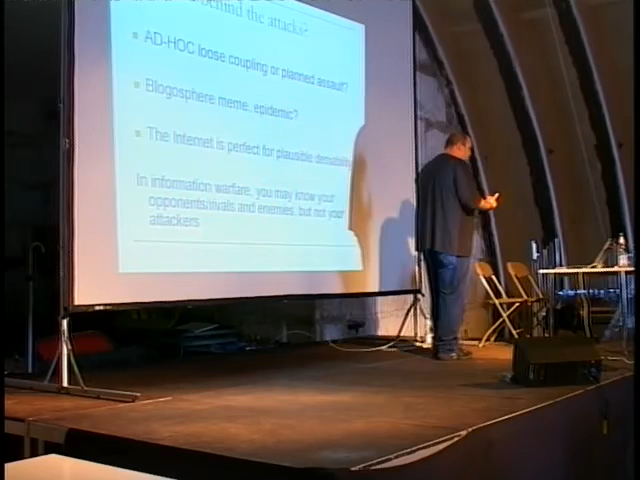 behind the attacks?
AD-HOC loose coupling or planned assault?
Blogosphere meme, epidemic?
The Internet is perfect for plausible deniability
In information warfare, you may know your
opponents/rivals and enemies, but not your
attackers